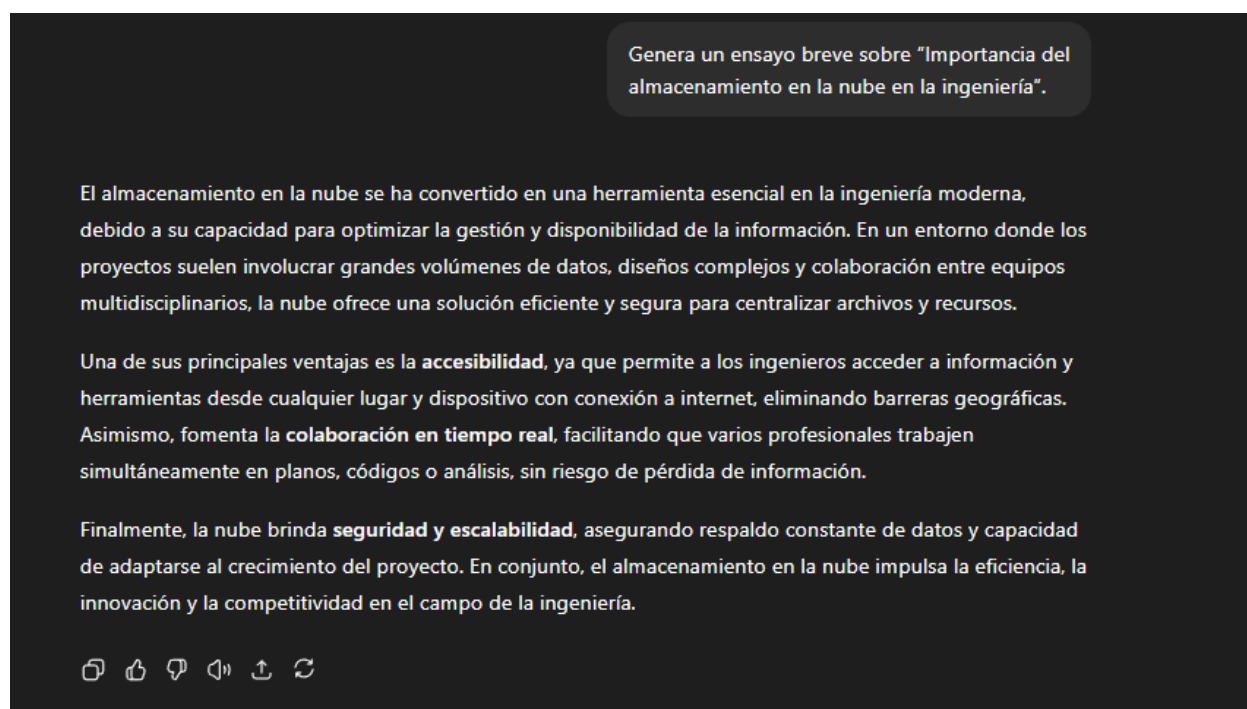 Genera un ensayo breve sobre “Importancia del
almacenamiento en la nube en la ingeniería”.
El almacenamiento en la nube se ha convertido en una herramienta esencial en la ingeniería moderna,
debido a su capacidad para optimizar la gestión y disponibilidad de la información. En un entorno donde los
proyectos suelen involucrar grandes volúmenes de datos, diseños complejos y colaboración entre equipos
multidisciplinarios, la nube ofrece una solución eficiente y segura para centralizar archivos y recursos.
Una de sus principales ventajas es la accesibilidad, ya que permite a los ingenieros acceder a información y
herramientas desde cualquier lugar y dispositivo con conexión a internet, eliminando barreras geográficas.
Asimismo, fomenta la colaboración en tiempo real, facilitando que varios profesionales trabajen
simultáneamente en planos, códigos o análisis, sin riesgo de pérdida de información.
Finalmente, la nube brinda seguridad y escalabilidad, asegurando respaldo constante de datos y capacidad
de adaptarse al crecimiento del proyecto. En conjunto, el almacenamiento en la nube impulsa la eficiencia, la
innovación y la competitividad en el campo de la ingeniería.